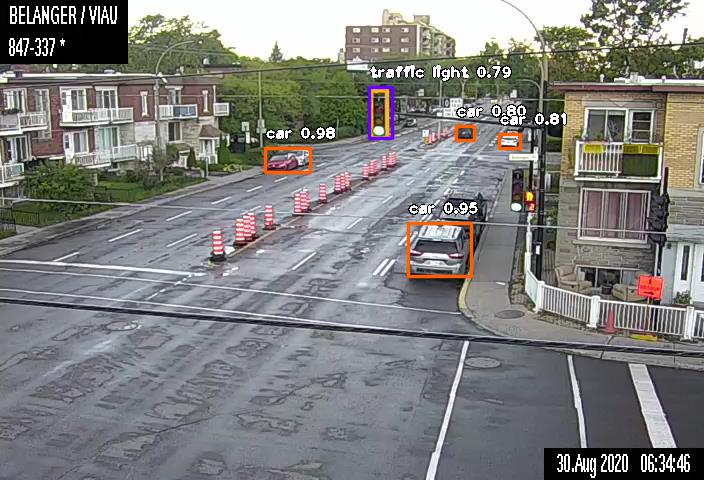 BELANGER / VIAU
847-337 *
traffic light 0.79
car 0.80
car 0.81
car 0.98
car 0.95
30.Aug 2020 06:34:46